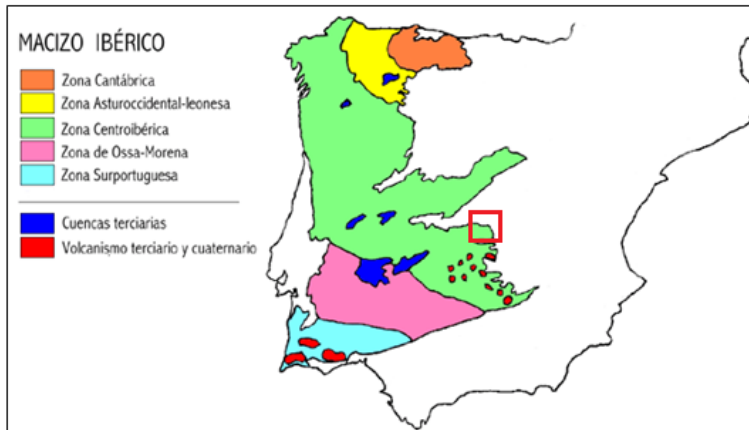 MACIZO IBÉRICO
Zona Cantábrica
Zona Asturoccidental-leonesa
Zona Centroibérica
Zona de Ossa-Morena
Zona Surportuguesa
Cuencas terciarias
Volcanismo terciario y cuaternario